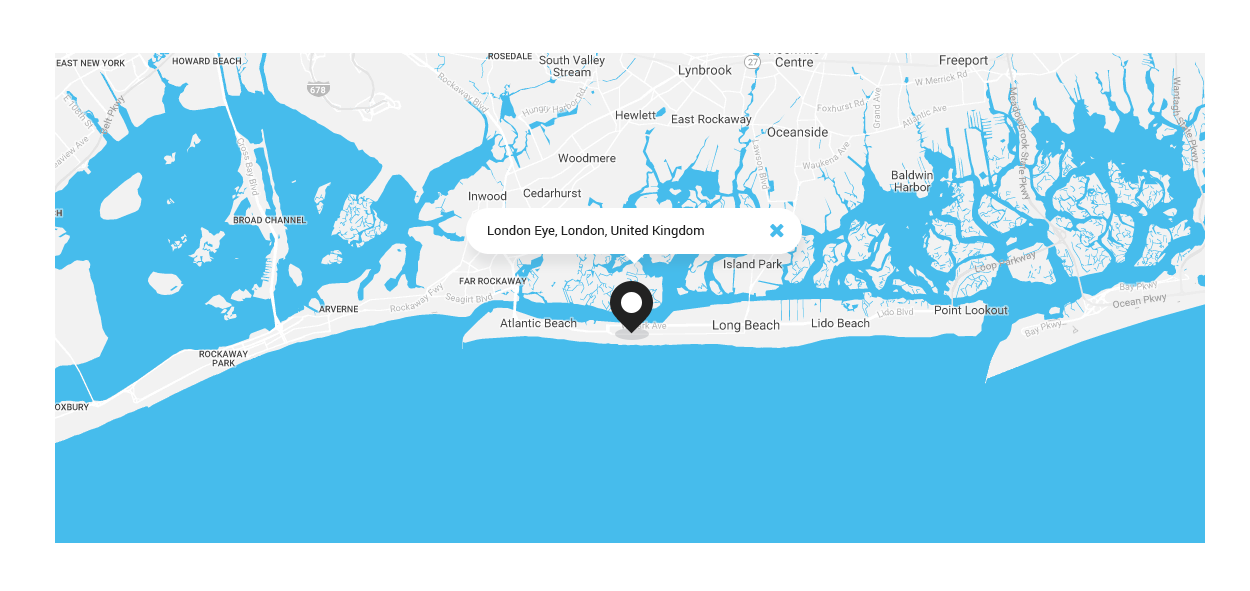 EAST NEW YORK
HOWARD BEACH
ROSEDALE
South Valley
Stream
Lynbrook
27
Centre
Freeport
678
Rockaway Blvd
W Merrick Rd
Hungry Harbor Rd
Foxhurst Rd
Grand Ave
Atlantic Ave
Hewlett
East Rockaway
Oceanside
Meadowbrook State Pkwy
Wantagh State Pkwy
Cross Bay Blvd
Woodmere
Lawson Blvd
Waukena Ave
Baldwin
Harbor
Inwood
Cedarhurst
BROAD CHANNEL
London Eye, London, United Kingdom
Island Park
Loop Parkway
FAR ROCKAWAY
Rockaway Fwy
Seagirt Blvd
Bay Pkwy
Ocean Pkwy
ARVERNE
Atlantic Beach
Long Beach
Lido Beach
Lido Blvd
Point Lookout
Bay Pkwy
ROCKAWAY
PARK
OXBURY